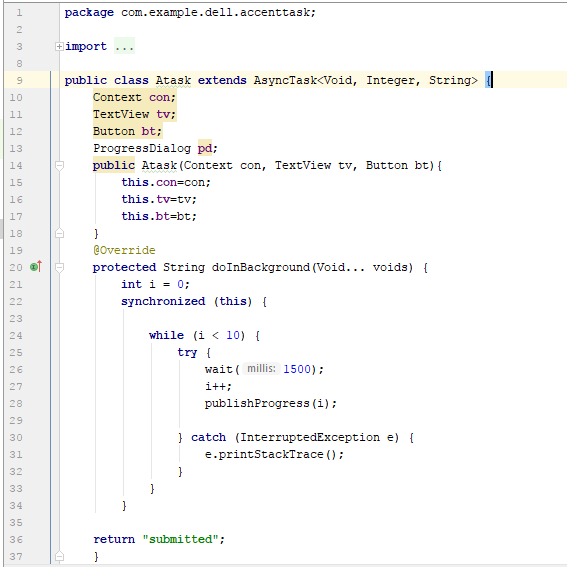 1 package com.example.dell.accenttask;
2
3 import ...
8
9 public class Atask extends AsyncTask<Void, Integer, String> {
10 Context con;
11 TextView tv;
12 Button bt;
13 ProgressDialog pd;
14 public Atask(Context con, TextView tv, Button bt){
15 this.con=con;
16 this.tv=tv;
17 this.bt=bt;
18 }
19 @Override
20 protected String doInBackground(Void... voids) {
21 int i = 0;
22 synchronized (this) {
23
24 while (i < 10) {
25 try {
26 wait( millis: 1500);
27 i++;
28 publishProgress(i);
29
30 } catch (InterruptedException e) {
31 e.printStackTrace();
32 }
33 }
34 }
35
36 return "submitted";
37 }